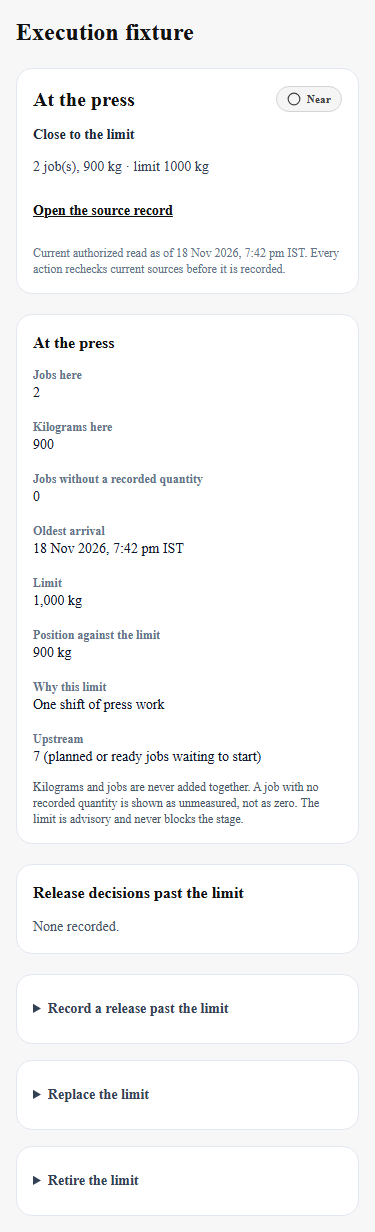 Execution fixture
At the press
Near
Close to the limit
2 job(s), 900 kg · limit 1000 kg
Open the source record
Current authorized read as of 18 Nov 2026, 7:42 pm IST. Every
action rechecks current sources before it is recorded.
At the press
Jobs here
2
Kilograms here
900
Jobs without a recorded quantity
0
Oldest arrival
18 Nov 2026, 7:42 pm IST
Limit
1,000 kg
Position against the limit
900 kg
Why this limit
One shift of press work
Upstream
7 (planned or ready jobs waiting to start)
Kilograms and jobs are never added together. A job with no
recorded quantity is shown as unmeasured, not as zero. The
limit is advisory and never blocks the stage.
Release decisions past the limit
None recorded.
Record a release past the limit
Replace the limit
Retire the limit